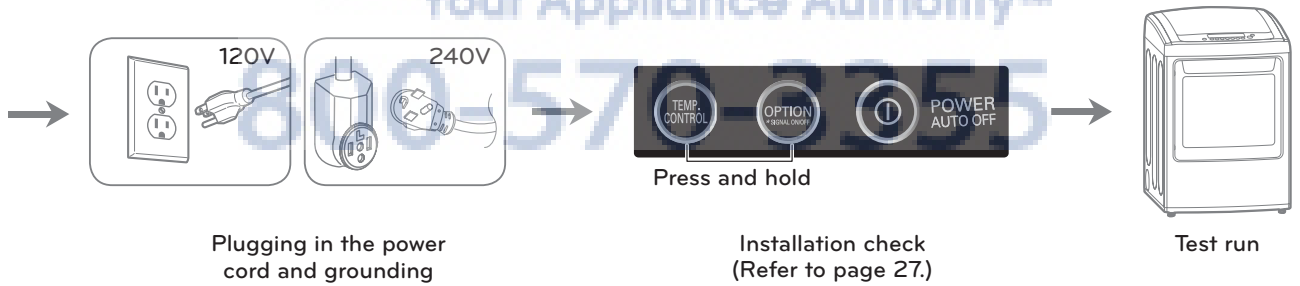 Your Appliance Authority™
800-570-3355
120V
240V
TEMP. CONTROL
OPTION
*SIGNAL ON/OFF
POWER
AUTO OFF
Press and hold
Plugging in the power
cord and grounding
Installation check
(Refer to page 27.)
Test run